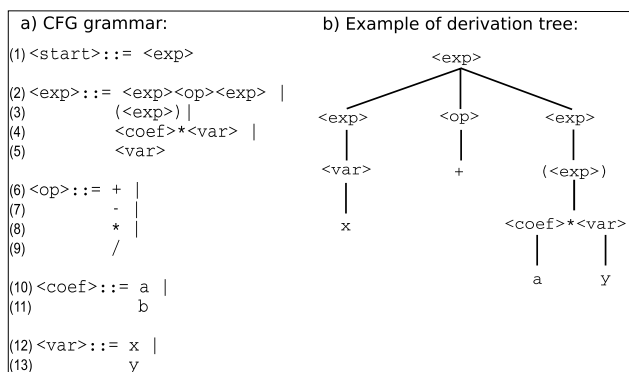 a) CFG grammar:
(1) <start>::= <exp>
(2) <exp>::= <exp><op><exp> |
(3) (<exp>)|
(4) <coef>*<var> |
(5) <var>
(6) <op>::= + |
(7) - |
(8) * |
(9) /
(10) <coef>::= a |
(11) b
(12) <var>::= x |
(13) y
b) Example of derivation tree:
<exp>
<exp> <op> <exp>
<var> + (<exp>)
x <coef>*<var>
a y